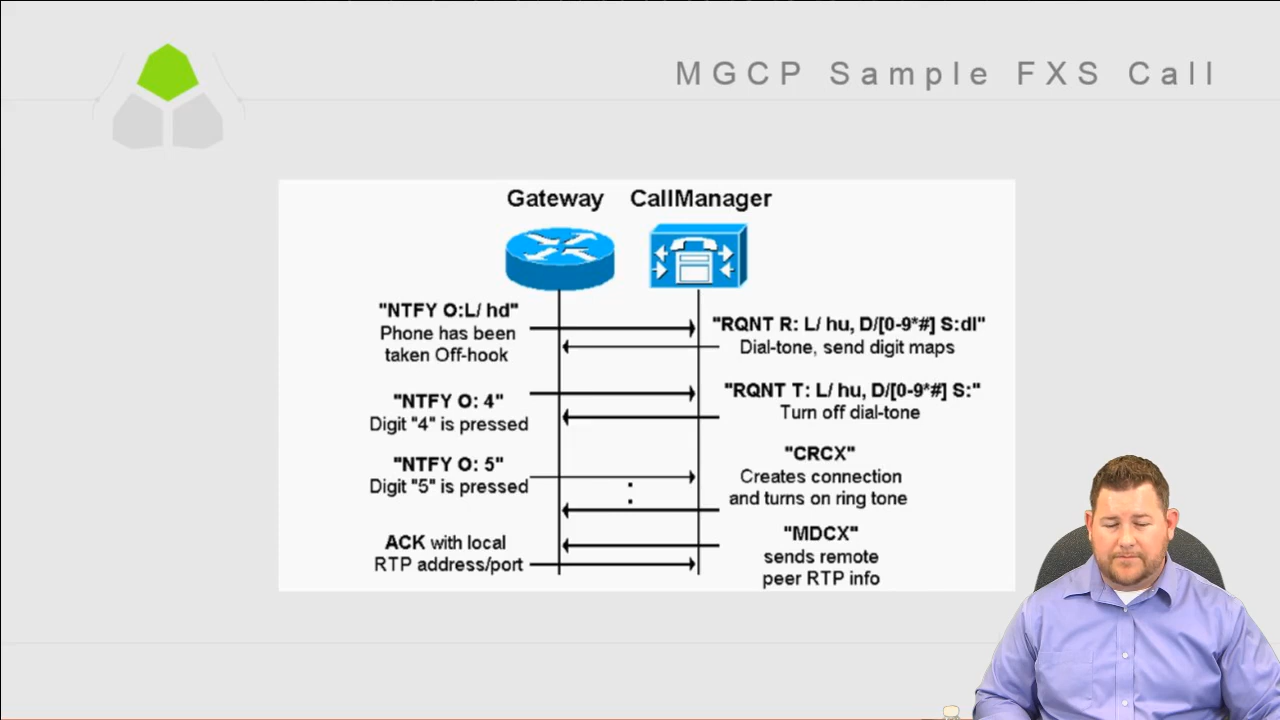 MGCP Sample FXS Call
Gateway
CallManager
"NTFY O:L/ hd"
Phone has been
taken Off-hook
"RQNT R: L/ hu, D/[0-9*#] S:dl"
Dial-tone, send digit maps
"NTFY O: 4"
Digit "4" is pressed
"RQNT T: L/ hu, D/[0-9*#] S:"
Turn off dial-tone
"NTFY O: 5"
Digit "5" is pressed
:
"CRCX"
Creates connection
and turns on ring tone
ACK with local
RTP address/port
"MDCX"
sends remote
peer RTP info